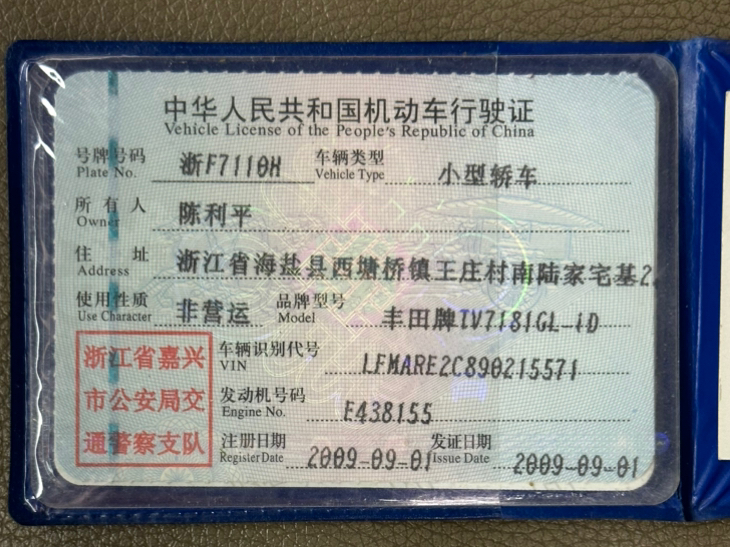 中华人民共和国机动车行驶证
Vehicle License of the People's Republic of China
号牌号码 浙F7110H 车辆类型 小型轿车
Plate No. Vehicle Type
所有人 陈利平
Owner
住址 浙江省海盐县西塘桥镇王庄村南陆家宅基2
Address
使用性质 非营运 品牌型号 丰田牌TV7181GL-iD
Use Character Model
浙江省嘉兴 车辆识别代号 LFMARE2C890215571
VIN
市公安局交 发动机号码 E438155
Engine No.
通警察支队 注册日期 2009-09-01 发证日期 2009-09-01
Register Date Issue Date